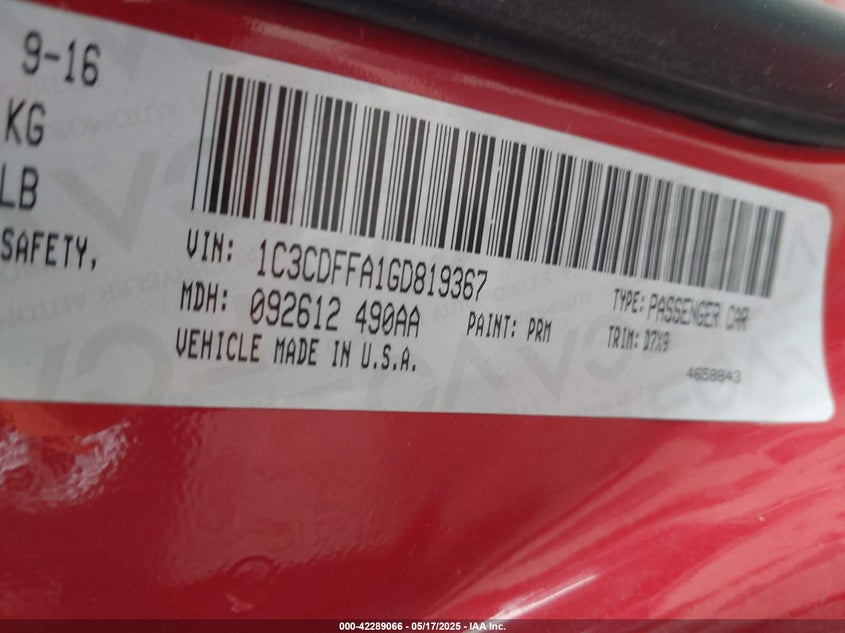 9-16
KG
LB
SAFETY,
VIN: 1C3CDFFA1GD819367
MDH: 092612 490AA
PAINT: PRM
TYPE: PASSENGER CAR
TRIM: D7X9
VEHICLE MADE IN U.S.A.
4658843
000-42289066 - 05/17/2025 - IAA Inc.